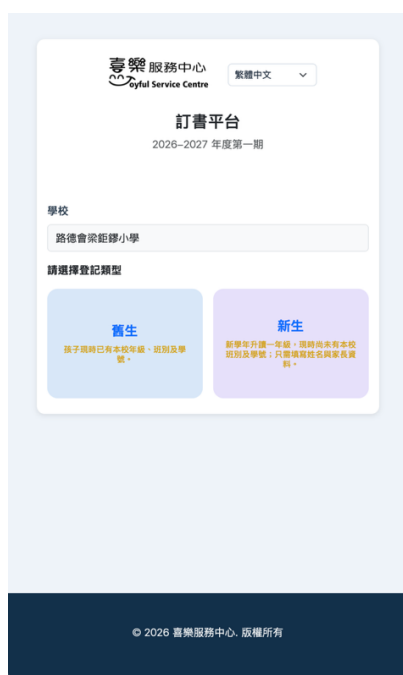 喜樂 服務中心
Joyful Service Centre
繁體中文
訂書平台
2026–2027 年度第一期
學校
路德會梁鉅鏐小學
請選擇登記類型
舊生
孩子現時已有本校年級、班別及學
號。
新生
新學年升讀一年級，現時尚未有本校
班別及學號；只需填寫姓名與家長資
料。
© 2026 喜樂服務中心. 版權所有